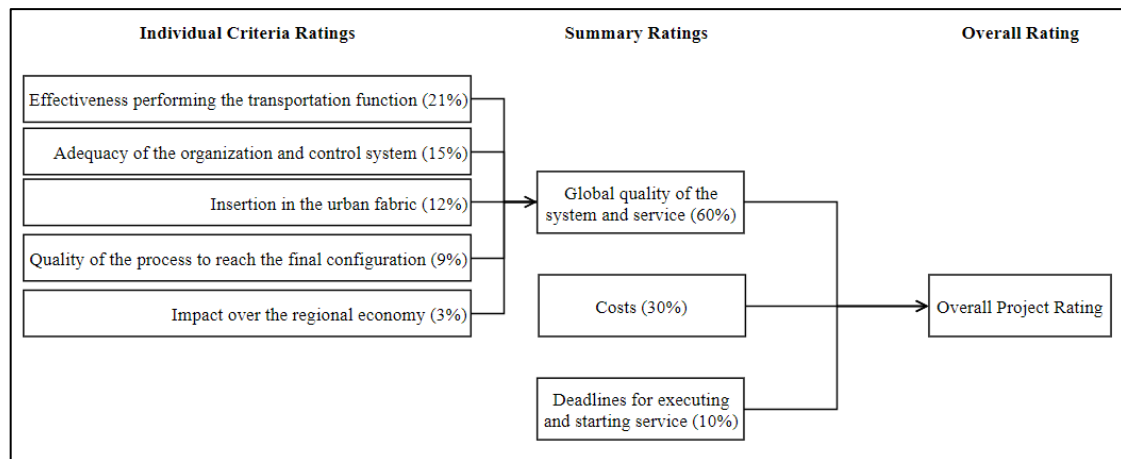 Individual Criteria Ratings
Summary Ratings
Overall Rating
Effectiveness performing the transportation function (21%)
Adequacy of the organization and control system (15%)
Insertion in the urban fabric (12%)
Quality of the process to reach the final configuration (9%)
Impact over the regional economy (3%)
Global quality of the
system and service (60%)
Costs (30%)
Deadlines for executing
and starting service (10%)
Overall Project Rating